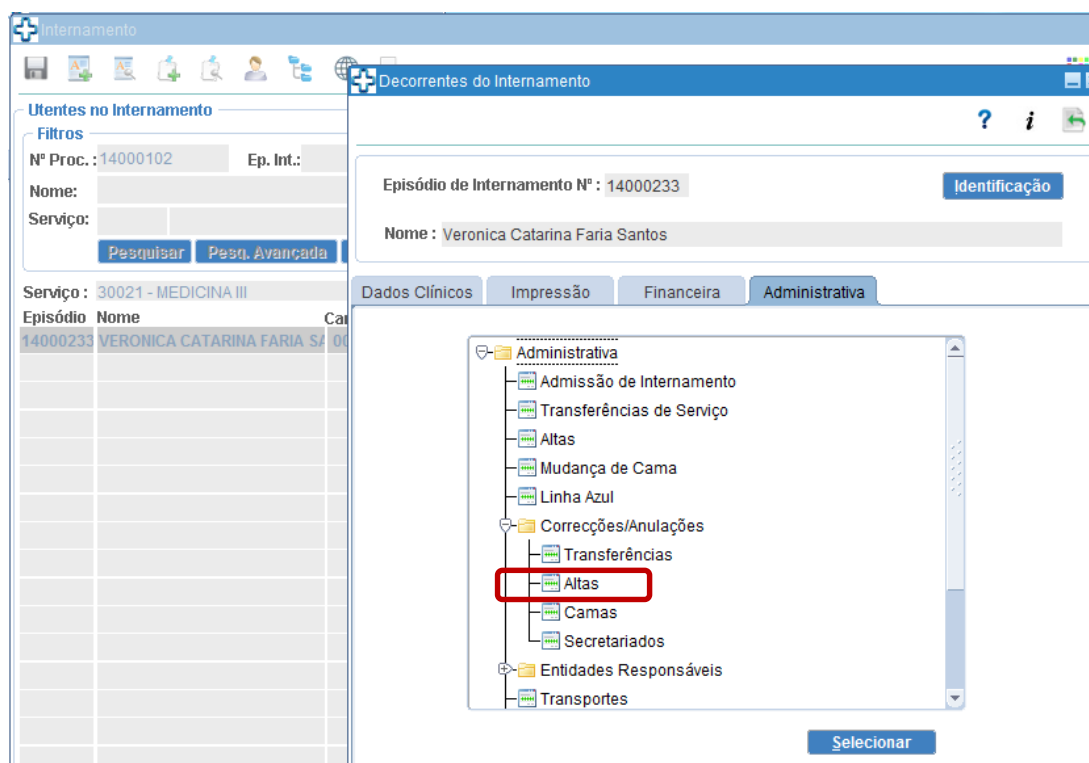 Internamento
Utentes no Internamento
Filtros
Nº Proc. : 14000102 Ep. Int.:
Nome:
Serviço:
Pesquisar Pesq. Avançada
Serviço : 30021 - MEDICINA III
Episódio Nome
14000233 VERONICA CATARINA FARIA
Decorrentes do Internamento
? i
Episódio de Internamento Nº : 14000233 Identificação
Nome : Veronica Catarina Faria Santos
Dados Clínicos Impressão Financeira Administrativa
Administrativa
Admissão de Internamento
Transferências de Serviço
Altas
Mudança de Cama
Linha Azul
Correcções/Anulações
Transferências
Altas
Camas
Secretariados
Entidades Responsáveis
Transportes
Selecionar